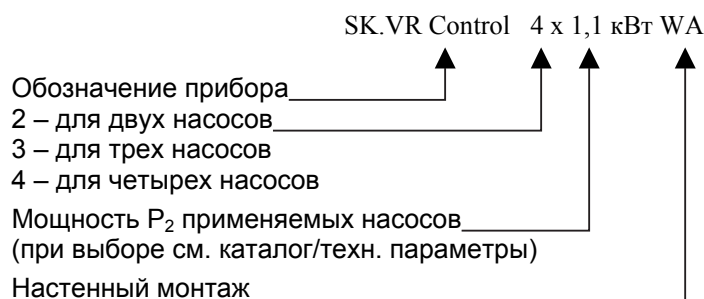 SK.VR Control 4 x 1,1 кВт WA
Обозначение прибора
2 – для двух насосов
3 – для трех насосов
4 – для четырех насосов
Мощность P₂ применяемых насосов
(при выборе см. каталог/техн. параметры)
Настенный монтаж